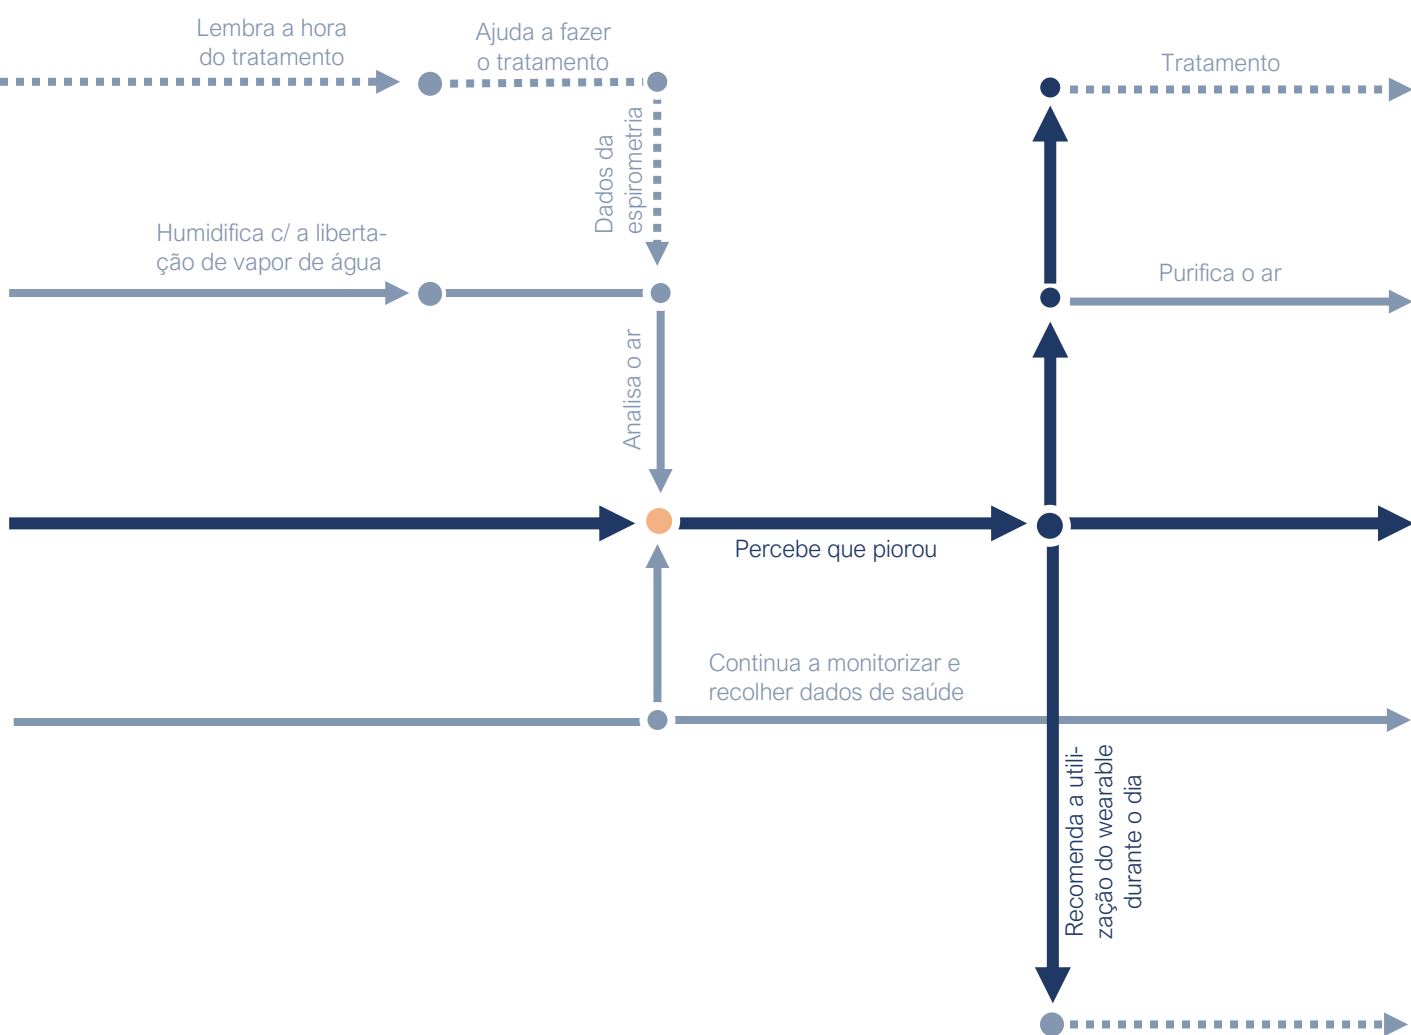 Lembra a hora
do tratamento
Ajuda a fazer
o tratamento
Tratamento
Dados da
espirometria
Humidifica c/ a liberta-
ção de vapor de água
Purifica o ar
Analisa o ar
Percebe que piorou
Continua a monitorizar e
recolher dados de saúde
Recomenda a utili-
zação do wearable
durante o dia